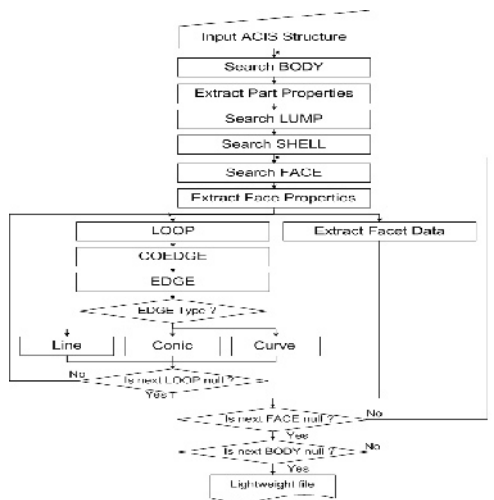 Input ACIS Structure
Search BODY
Extract Part Properties
Search LUMP
Search SHELL
Search FACE
Extract Face Properties
LOOP
Extract Facet Data
COEDGE
EDGE
EDGE Type ?
Line
Conic
Curve
No
Is next LOOP null ?
Yes
Is next FACE null ?
No
Yes
Is next BODY null ?
No
Yes
Lightweight file